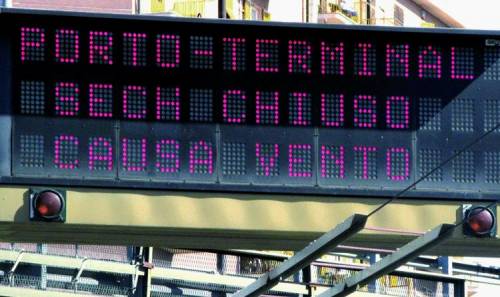 PORTO-TERMINAL
SECH CHIUSO
CAUSA VENTO